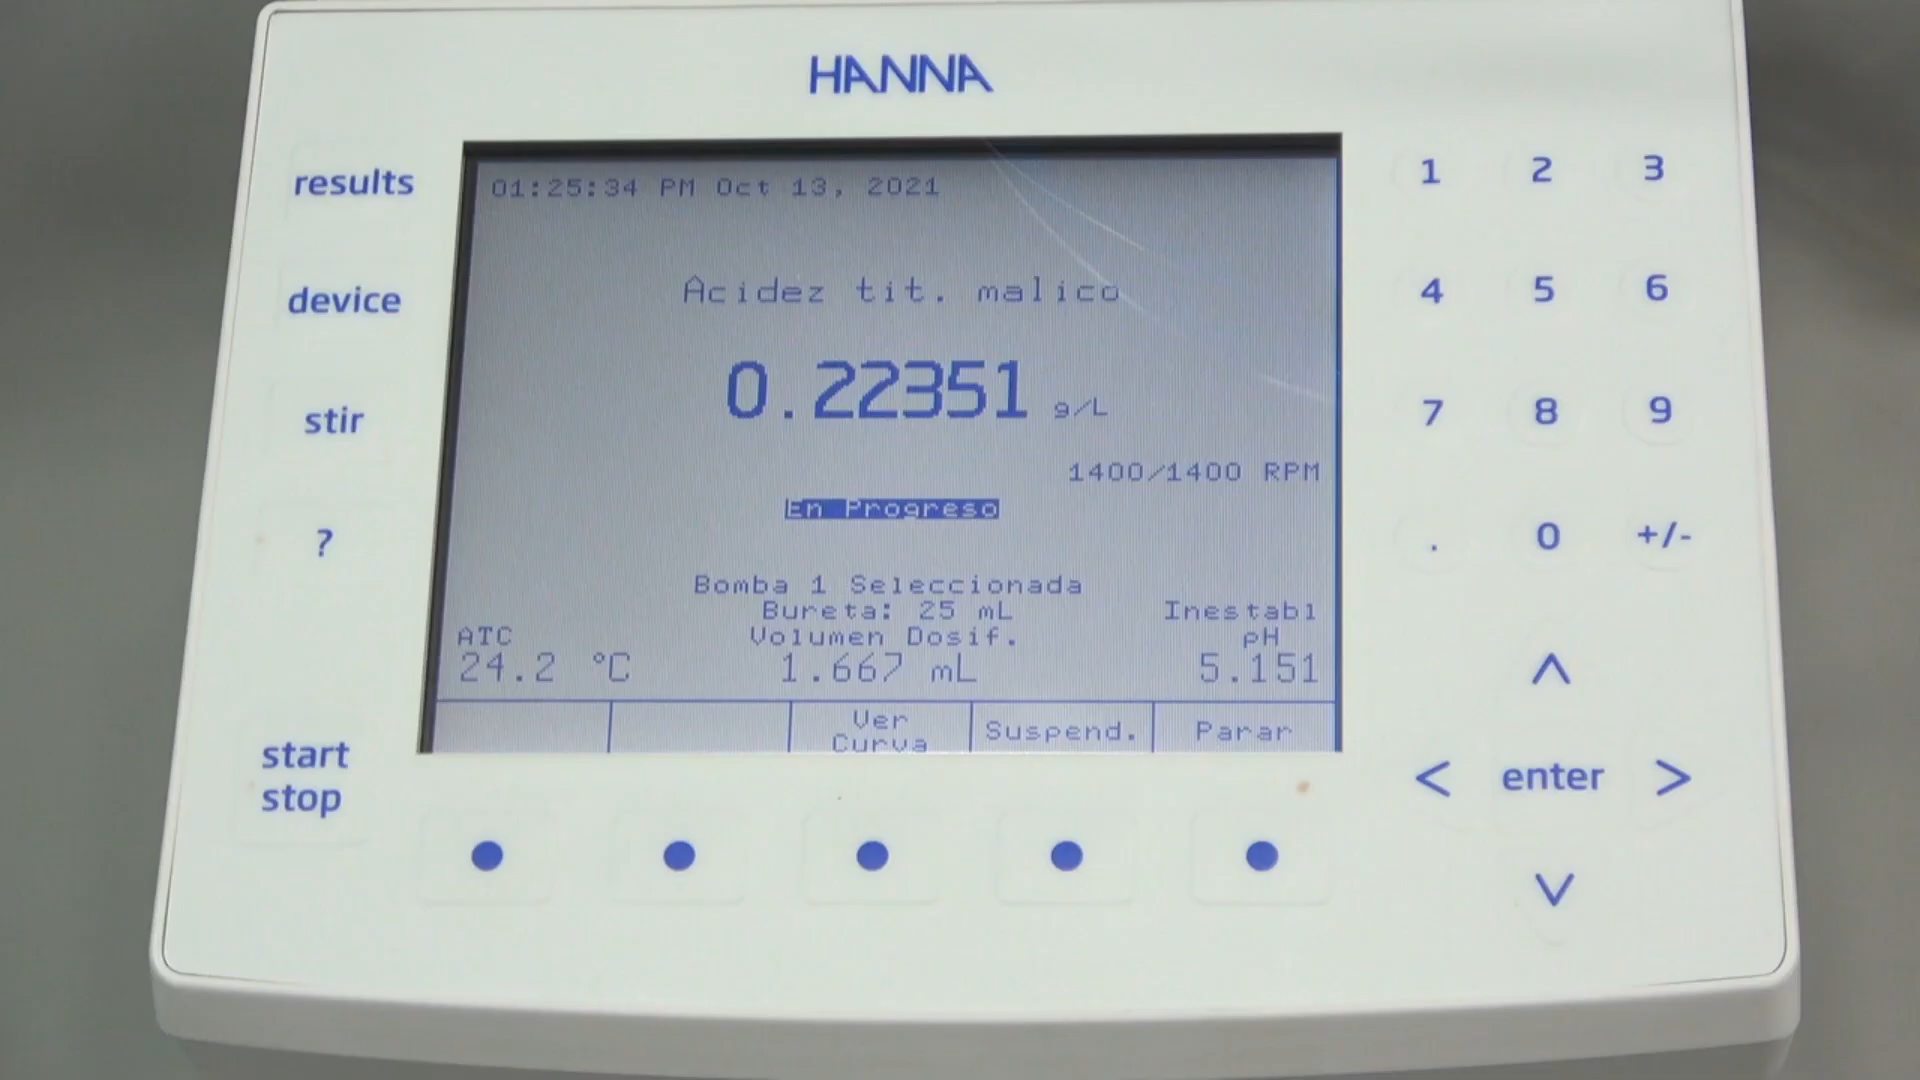 HANNA
results
device
stir
?
start
stop
01:25:34 PM Oct 13, 2021
Acidez tit. malico
0.22351 g/L
1400/1400 RPM
En Progreso
Bomba 1 Seleccionada
Bureta: 25 mL
Inestabl
ATC
Volumen Dosif.
pH
24.2 °C
1.667 mL
5.151
Ver
Curva
Suspend.
Parar
1 2 3
4 5 6
7 8 9
. 0 +/-
< enter >